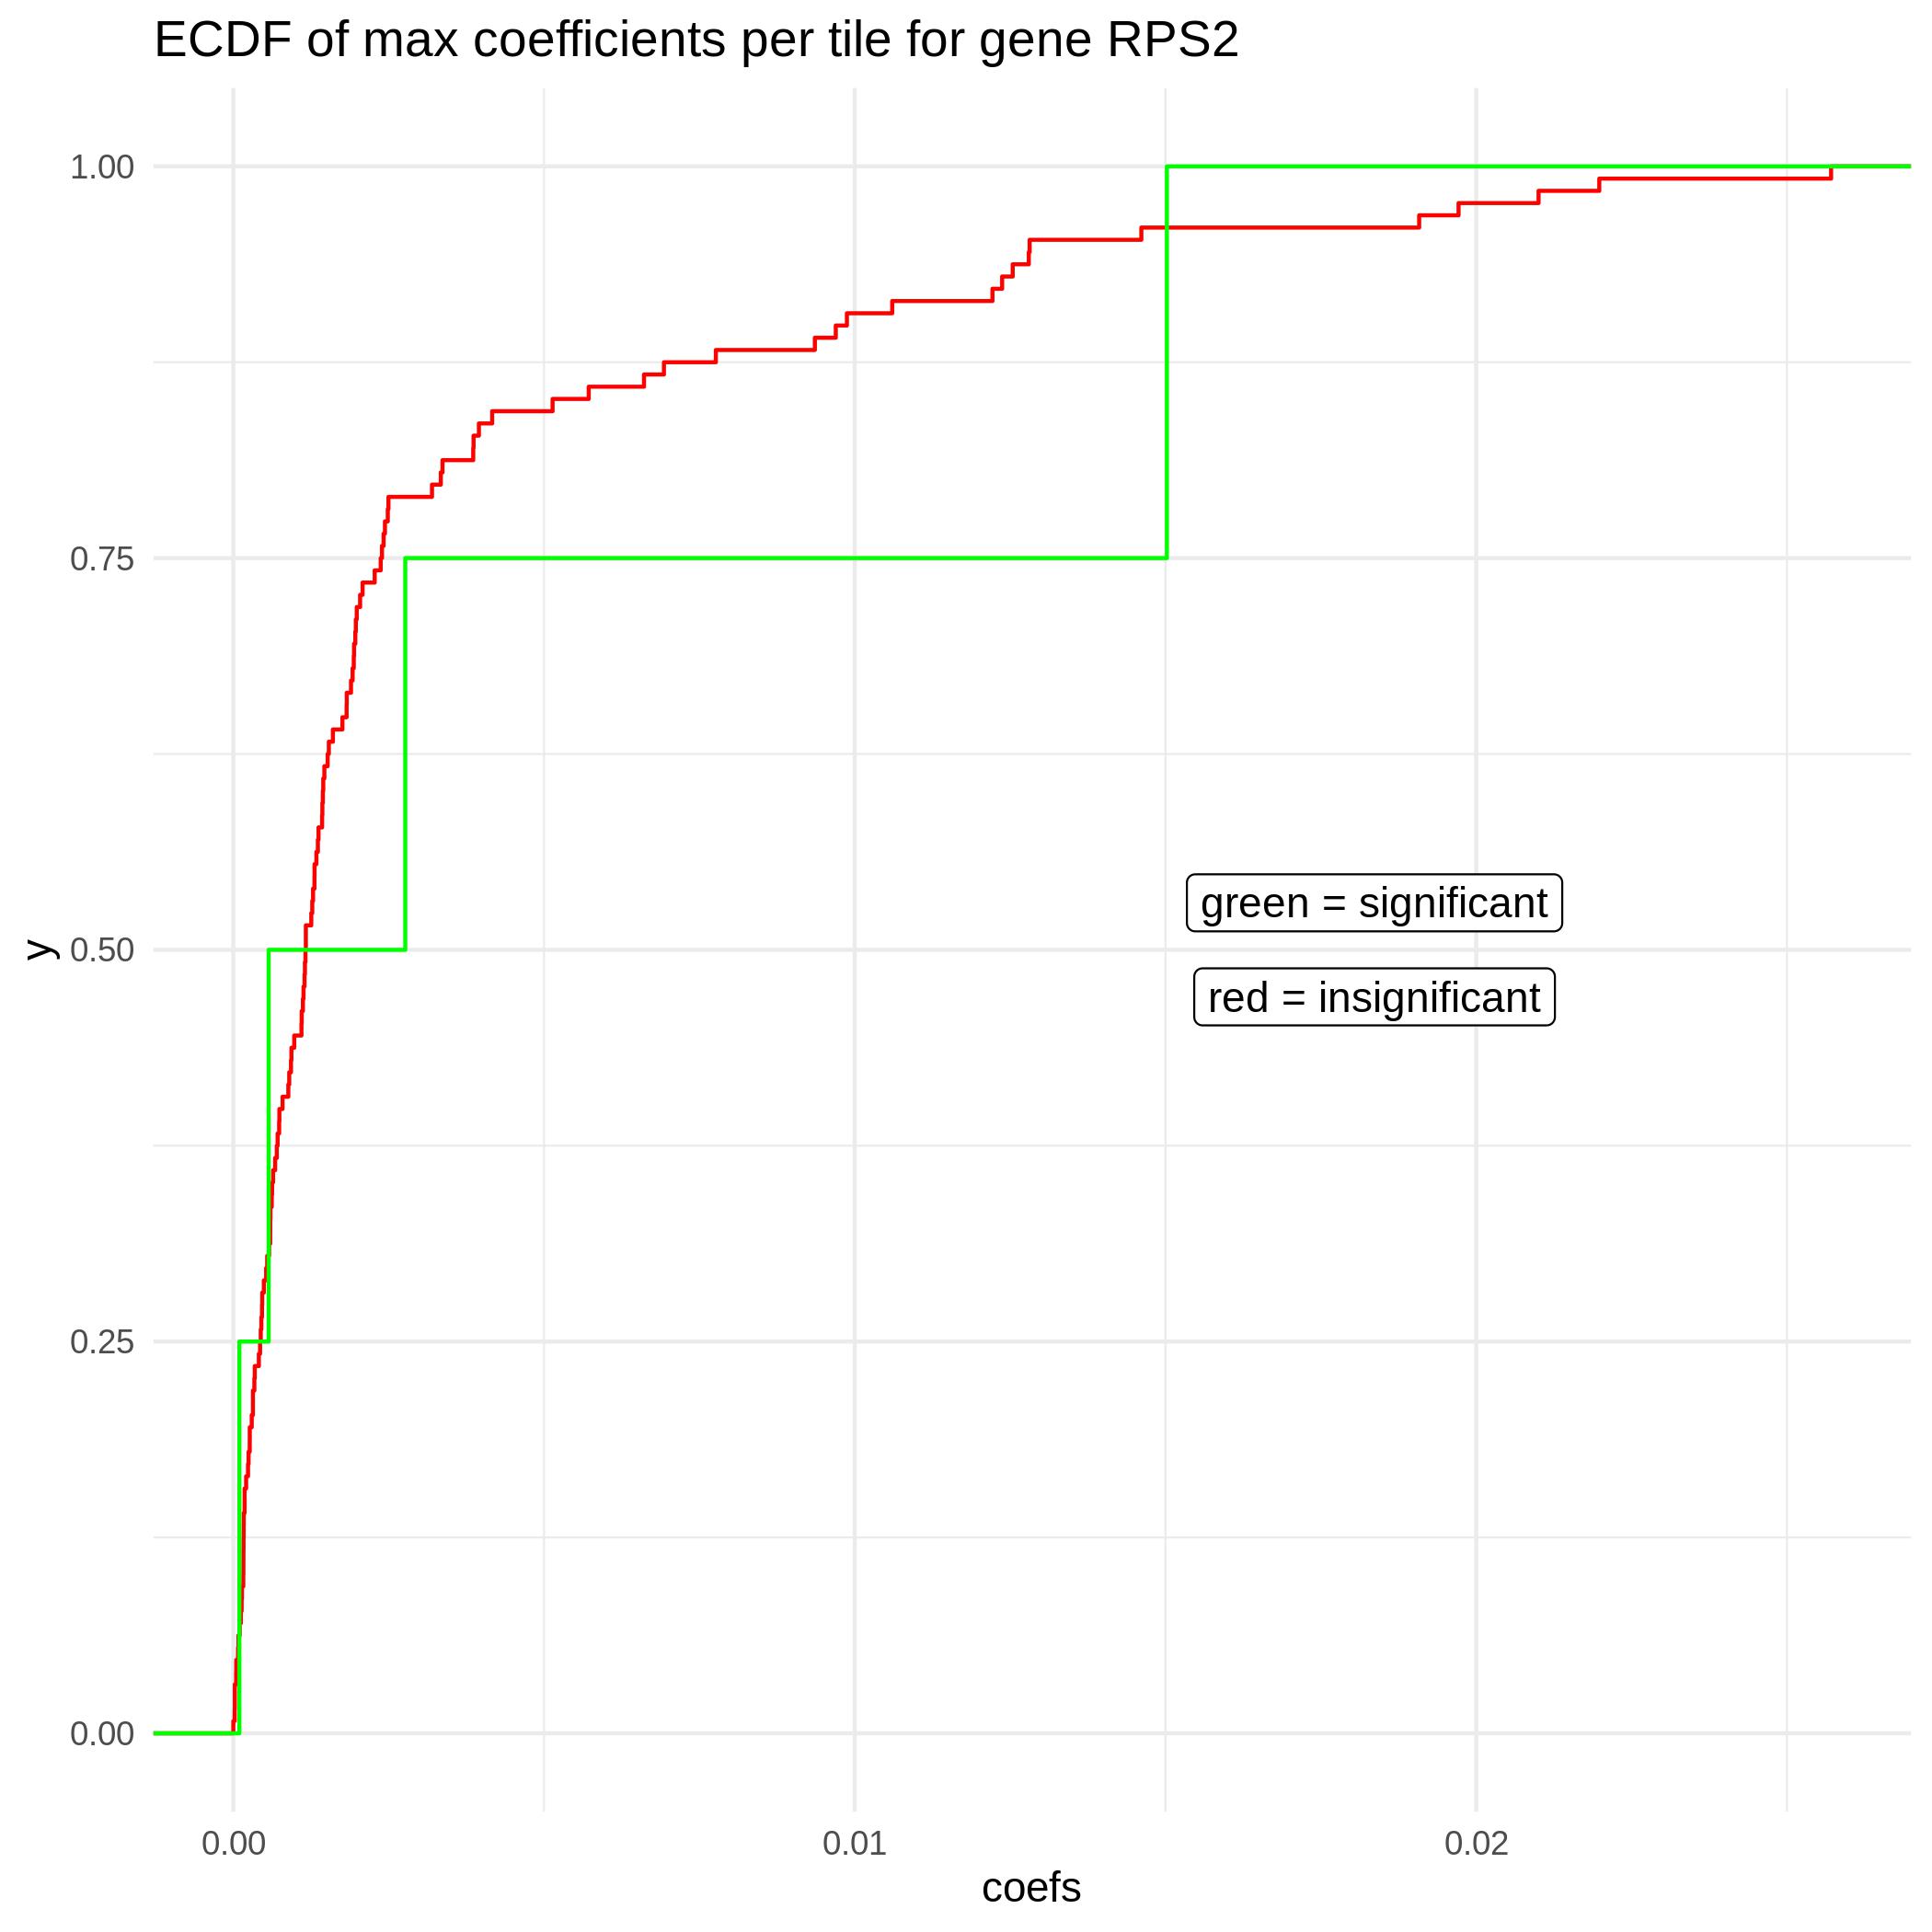 ECDF of max coefficients per tile for gene RPS2
1.00
0.75
0.50
0.25
0.00
y
green = significant
red = insignificant
0.00 0.01 0.02
coefs